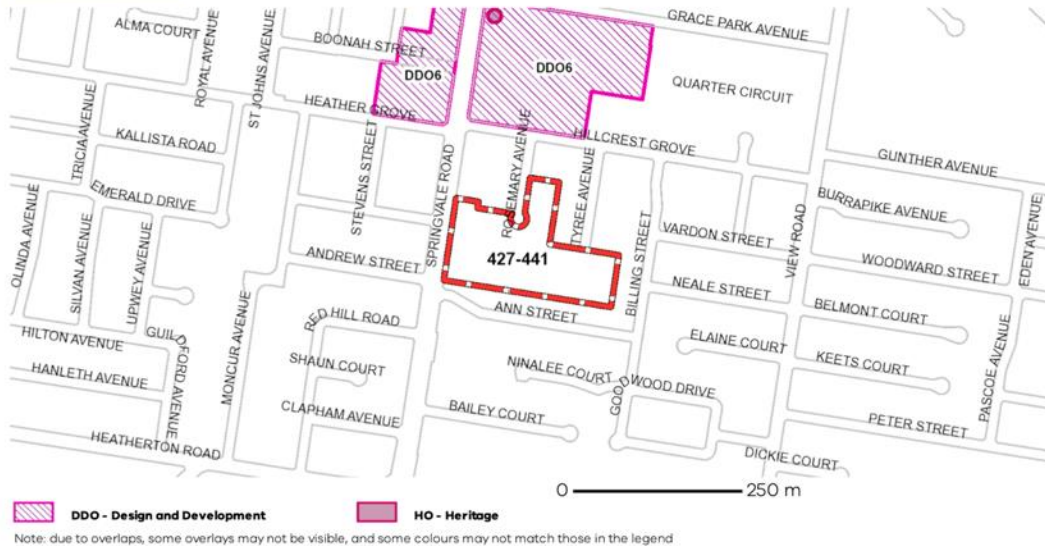 GRACE PARK AVENUE
ALMA COURT
ROYAL AVENUE
ST JOHNS AVENUE
BOONAH STREET
DDO6
DDO6
QUARTER CIRCUIT
HEATHER GROVE
TRICIA AVENUE
KALLISTA ROAD
STEVENS STREET
SPRINGVALE ROAD
ROSEMARY AVENUE
HILLCREST GROVE
TYREE AVENUE
GUNTHER AVENUE
EMERALD DRIVE
BURRAPIKE AVENUE
EDEN AVENUE
OLINDA AVENUE
SILVAN AVENUE
UPWEY AVENUE
ANDREW STREET
427-441
BILLING STREET
VARDON STREET
VIEW ROAD
WOODWARD STREET
NEALE STREET
BELMONT COURT
ANN STREET
RED HILL ROAD
HILTON AVENUE
GUILDFORD AVENUE
MONCUR AVENUE
ELAINE COURT
KEETS COURT
PASCOE AVENUE
HANLETH AVENUE
SHAUN COURT
NINALEE COURT
GOODWOOD DRIVE
CLAPHAM AVENUE
BAILEY COURT
PETER STREET
HEATHERTON ROAD
DICKIE COURT
0 250 m
DDO - Design and Development HO - Heritage
Note: due to overlaps, some overlays may not be visible, and some colours may not match those in the legend